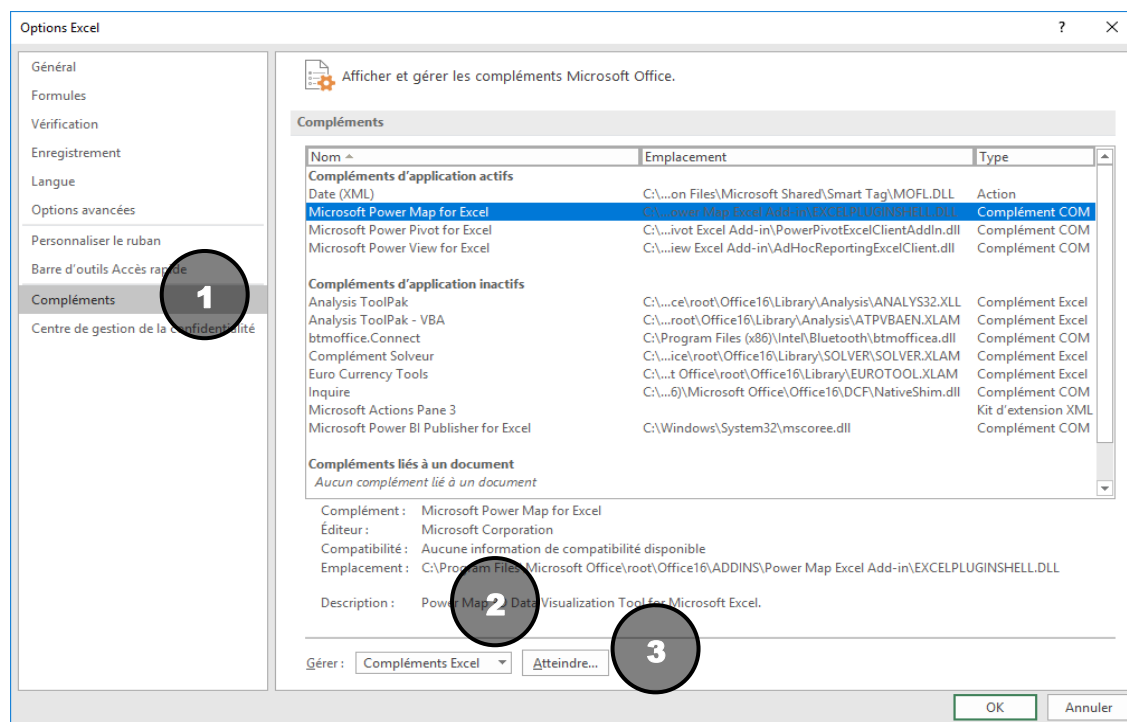 Options Excel ? ×
Général
Formules
Vérification
Enregistrement
Langue
Options avancées
Personnaliser le ruban
Barre d'outils Accès rapide
Compléments
Centre de gestion de la confidentialité
1
Afficher et gérer les compléments Microsoft Office.
Compléments
Nom Emplacement Type
Compléments d'application actifs
Date (XML) C:\...on Files\Microsoft Shared\Smart Tag\MOFL.DLL Action
Microsoft Power Map for Excel C:\...ower Map Excel Add-in\EXCELPLUGINSHELL.DLL Complément COM
Microsoft Power Pivot for Excel C:\...ivot Excel Add-in\PowerPivotExcelClientAddIn.dll Complément COM
Microsoft Power View for Excel C:\...iew Excel Add-in\AdHocReportingExcelClient.dll Complément COM
Compléments d'application inactifs
Analysis ToolPak C:\...ce\root\Office16\Library\Analysis\ANALYS32.XLL Complément Excel
Analysis ToolPak - VBA C:\...root\Office16\Library\Analysis\ATPVBAEN.XLAM Complément Excel
btmoffice.Connect C:\Program Files (x86)\Intel\Bluetooth\btmofficea.dll Complément COM
Complément Solveur C:\...ice\root\Office16\Library\SOLVER\SOLVER.XLAM Complément Excel
Euro Currency Tools C:\...t Office\root\Office16\Library\EUROTOOL.XLAM Complément Excel
Inquire C:\...6)\Microsoft Office\Office16\DCF\NativeShim.dll Complément COM
Microsoft Actions Pane 3 Kit d'extension XML
Microsoft Power BI Publisher for Excel C:\Windows\System32\mscoree.dll Complément COM
Compléments liés à un document
Aucun complément lié à un document
Complément : Microsoft Power Map for Excel
Éditeur : Microsoft Corporation
Compatibilité : Aucune information de compatibilité disponible
Emplacement : C:\Program Files\Microsoft Office\root\Office16\ADDINS\Power Map Excel Add-in\EXCELPLUGINSHELL.DLL
Description : Power Map Data Visualization Tool for Microsoft Excel.
2
3
Gérer : Compléments Excel Atteindre...
OK Annuler